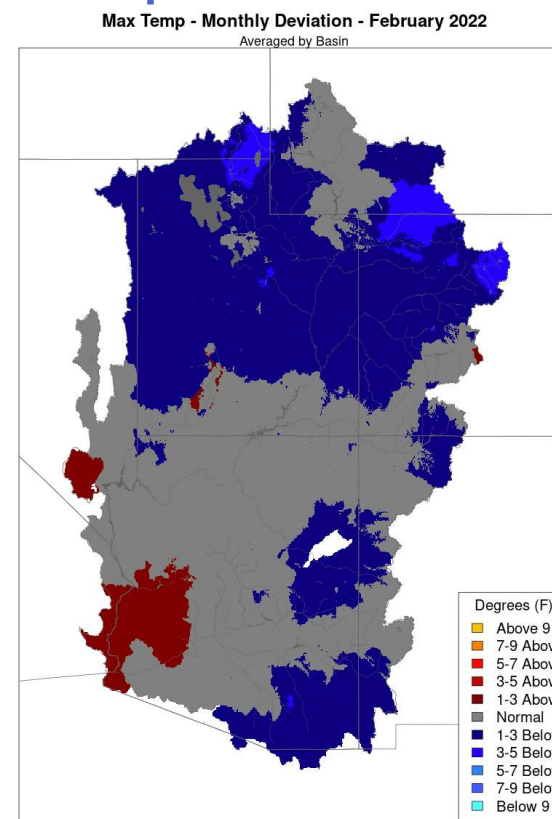 Max Temp - Monthly Deviation - February 2022
Averaged by Basin
Degrees (F)
Above 9
7-9 Abov
5-7 Abov
3-5 Abov
1-3 Abov
Normal
1-3 Belo
3-5 Belo
5-7 Belo
7-9 Belo
Below 9